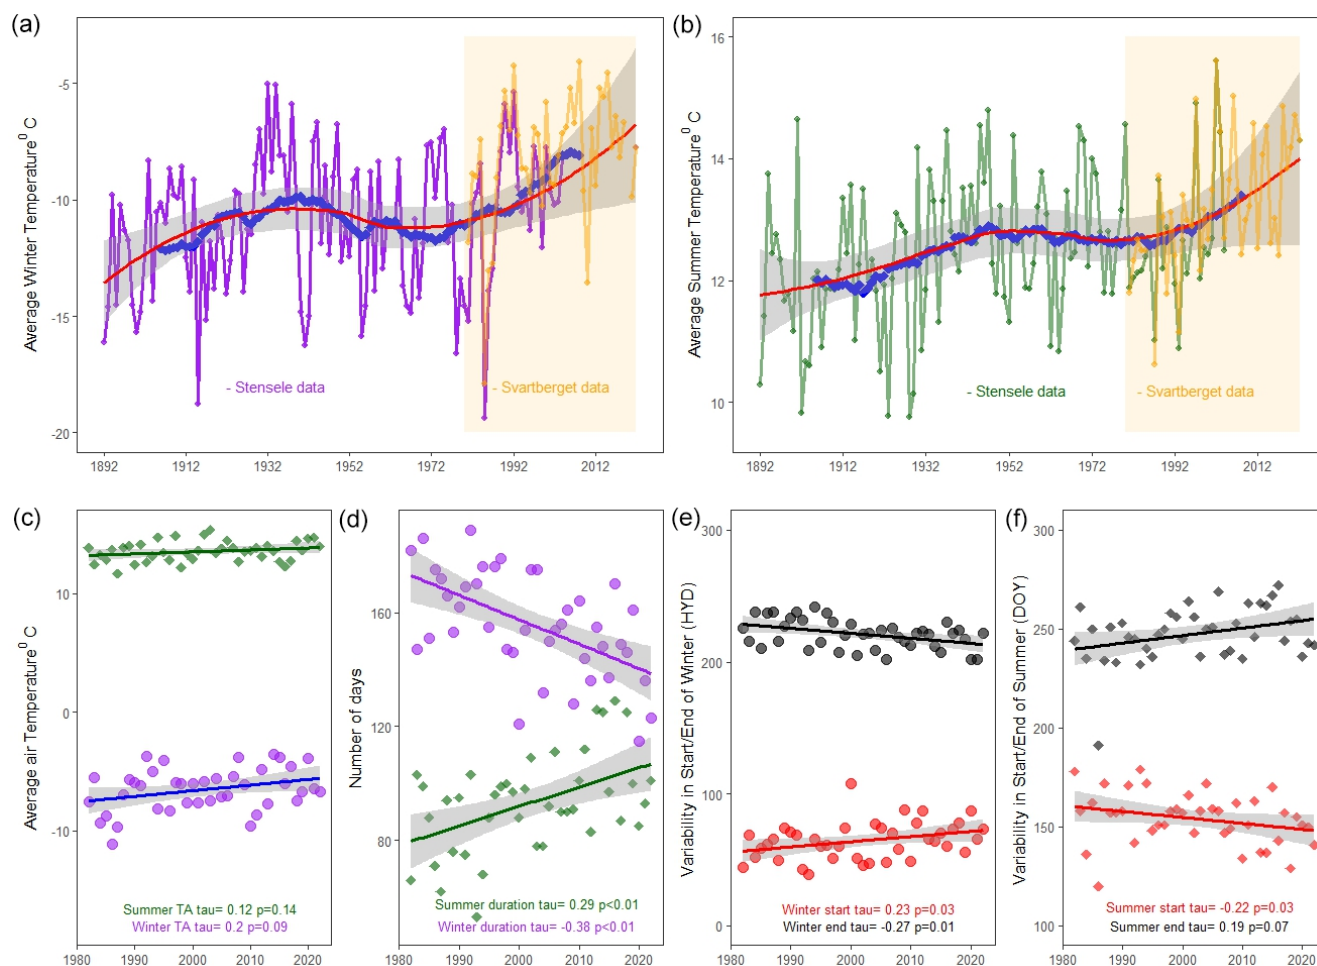 (a)
(b)
Average Winter Temperature⁰ C
-5
-10
-15
-20
- Stensele data
- Svartberget data
1892 1912 1932 1952 1972 1992 2012
Average Summer Temperature⁰ C
16
14
12
10
- Stensele data
- Svartberget data
1892 1912 1932 1952 1972 1992 2012
(c)
Average air Temperature⁰ C
10
0
-10
Summer TA tau= 0.12 p=0.14
Winter TA tau= 0.2 p=0.09
1980 1990 2000 2010 2020
(d)
Number of days
160
120
80
Summer duration tau= 0.29 p<0.01
Winter duration tau= -0.38 p<0.01
1980 1990 2000 2010 2020
(e)
Variability in Start/End of Winter (HYD)
300
200
100
0
Winter start tau= 0.23 p=0.03
Winter end tau= -0.27 p=0.01
1980 1990 2000 2010 2020
(f)
Variability in Start/End of Summer (DOY)
300
250
200
150
100
Summer start tau= -0.22 p=0.03
Summer end tau= 0.19 p=0.07
1980 1990 2000 2010 2020